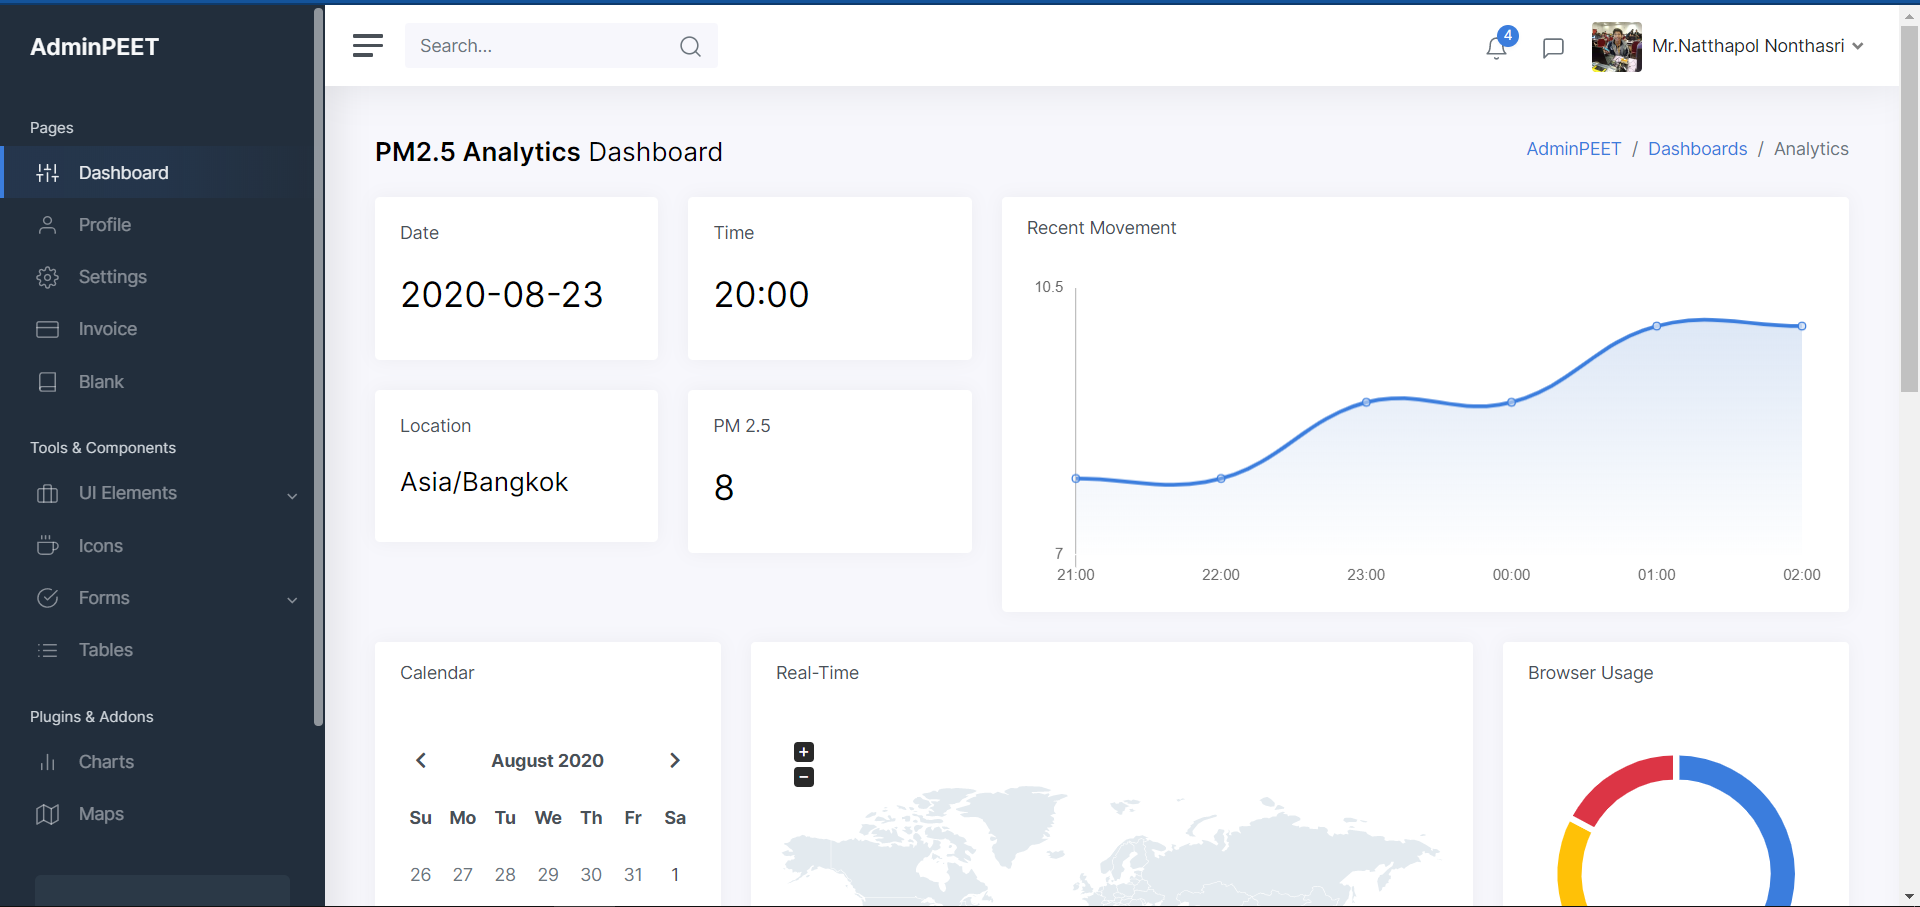 AdminPEET
Pages
Dashboard
Profile
Settings
Invoice
Blank
Tools & Components
UI Elements
Icons
Forms
Tables
Plugins & Addons
Charts
Maps
Search...
4
Mr.Natthapol Nonthasri
PM2.5 Analytics Dashboard
AdminPEET / Dashboards / Analytics
Date
2020-08-23
Time
20:00
Location
Asia/Bangkok
PM 2.5
8
Recent Movement
10.5
7
21:00 22:00 23:00 00:00 01:00 02:00
Calendar
August 2020
Su Mo Tu We Th Fr Sa
26 27 28 29 30 31 1
Real-Time
+
−
Browser Usage